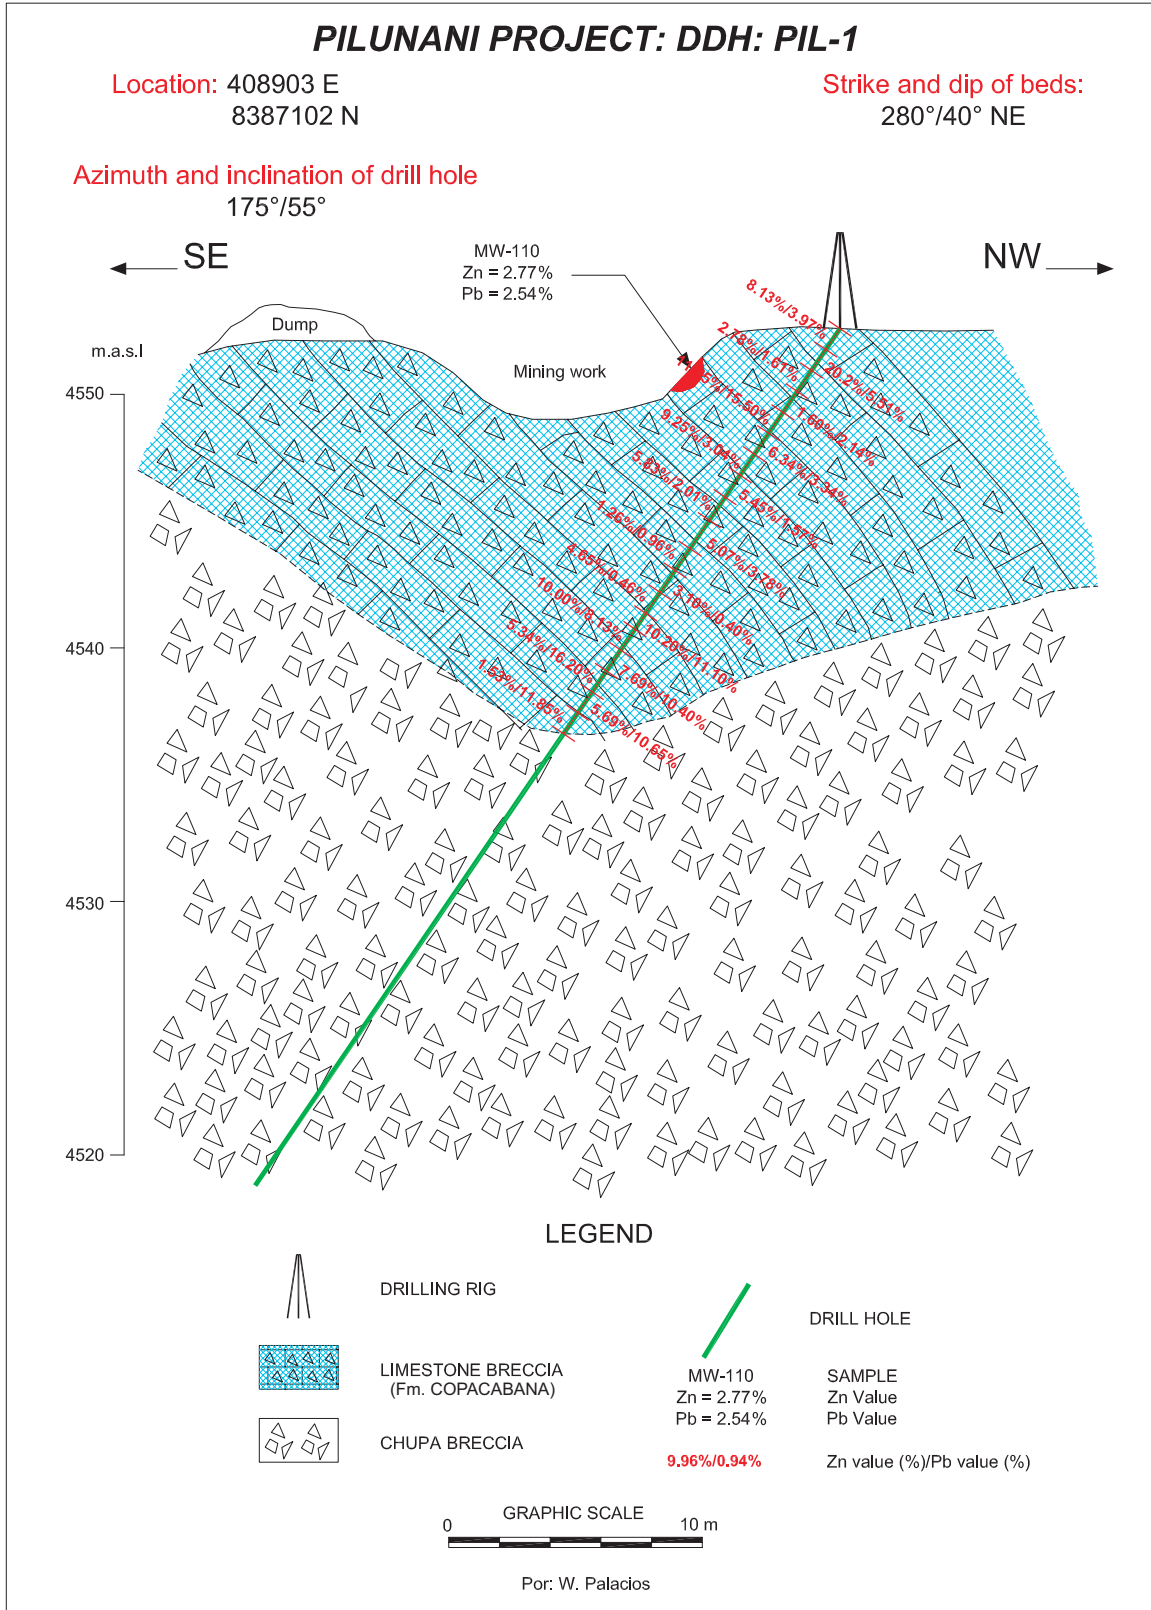 PILUNANI PROJECT: DDH: PIL-1
Location: 408903 E
8387102 N
Strike and dip of beds:
280°/40° NE
Azimuth and inclination of drill hole
175°/55°
SE
NW
MW-110
Zn = 2.77%
Pb = 2.54%
Dump
Mining work
m.a.s.l
4550
4540
4530
4520
8.13%/3.97%
20.2%/5.51%
2.78%/1.61%
1.60%/2.14%
6.34%/3.34%
9.25%/3.04%
5.45%/1.57%
5.83%/2.01%
5.07%/3.78%
1.26%/0.96%
3.10%/0.40%
4.65%/0.46%
10.20%/11.10%
10.00%/8.13%
7.69%/10.40%
5.34%/16.20%
5.69%/10.65%
1.53%/11.85%
LEGEND
DRILLING RIG
LIMESTONE BRECCIA
(Fm. COPACABANA)
CHUPA BRECCIA
DRILL HOLE
MW-110 SAMPLE
Zn = 2.77% Zn Value
Pb = 2.54% Pb Value
9.96%/0.94% Zn value (%)/Pb value (%)
GRAPHIC SCALE
0 10 m
Por: W. Palacios